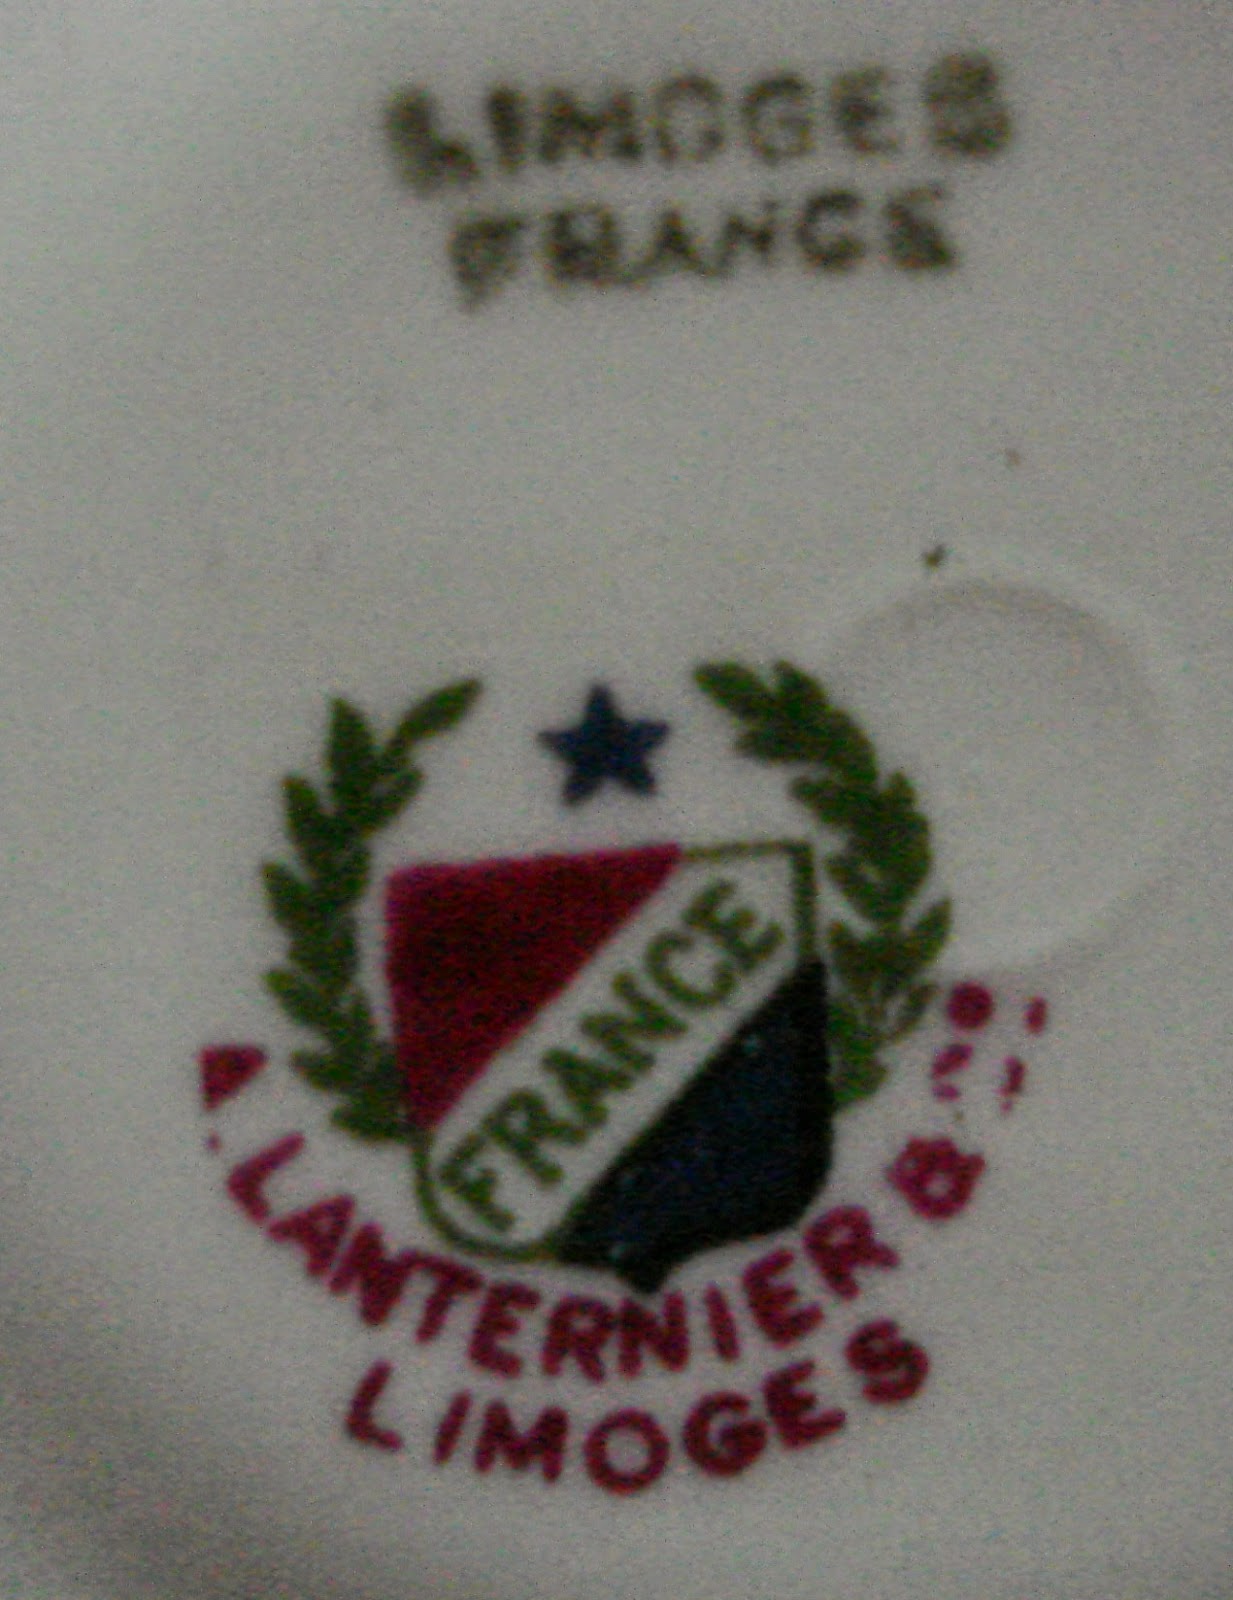 LIMOGES
FRANCE
FRANCE
A LANTERNIER &
LIMOGES